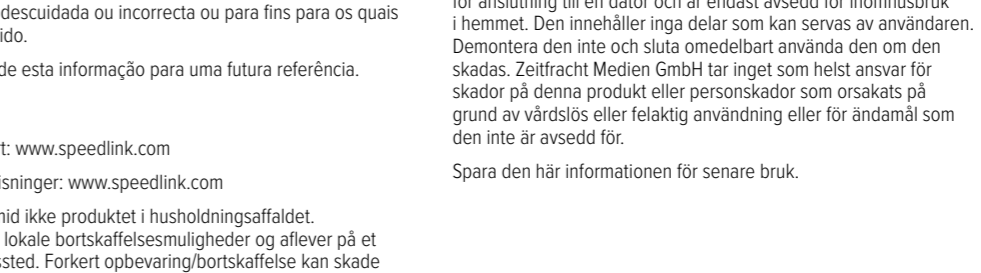 descuidada ou incorrecta ou para fins para os quais
ido.
de esta informação para uma futura referência.
t: www.speedlink.com
isninger: www.speedlink.com
mid ikke produktet i husholdningsaffaldet.
lokale bortskaffelsesmuligheder og aflever på et
ssted. Forkert opbevaring/bortskaffelse kan skade
för anslutning till en dator och är endast avsedd för inomhusbruk
i hemmet. Den innehåller inga delar som kan servas av användaren.
Demontera den inte och sluta omedelbart använda den om den
skadas. Zeitfracht Medien GmbH tar inget som helst ansvar för
skador på denna produkt eller personskador som orsakats på
grund av vårdslös eller felaktig användning eller för ändamål som
den inte är avsedd för.
Spara den här informationen för senare bruk.